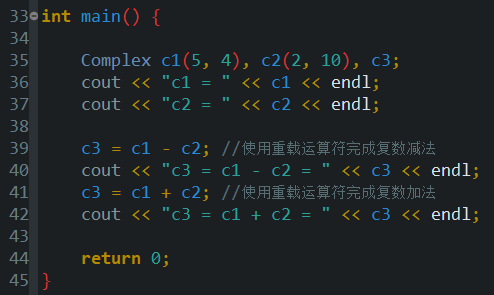 33 int main() {
34
35     Complex c1(5, 4), c2(2, 10), c3;
36     cout << "c1 = " << c1 << endl;
37     cout << "c2 = " << c2 << endl;
38
39     c3 = c1 - c2; //使用重载运算符完成复数减法
40     cout << "c3 = c1 - c2 = " << c3 << endl;
41     c3 = c1 + c2; //使用重载运算符完成复数加法
42     cout << "c3 = c1 + c2 = " << c3 << endl;
43
44     return 0;
45 }